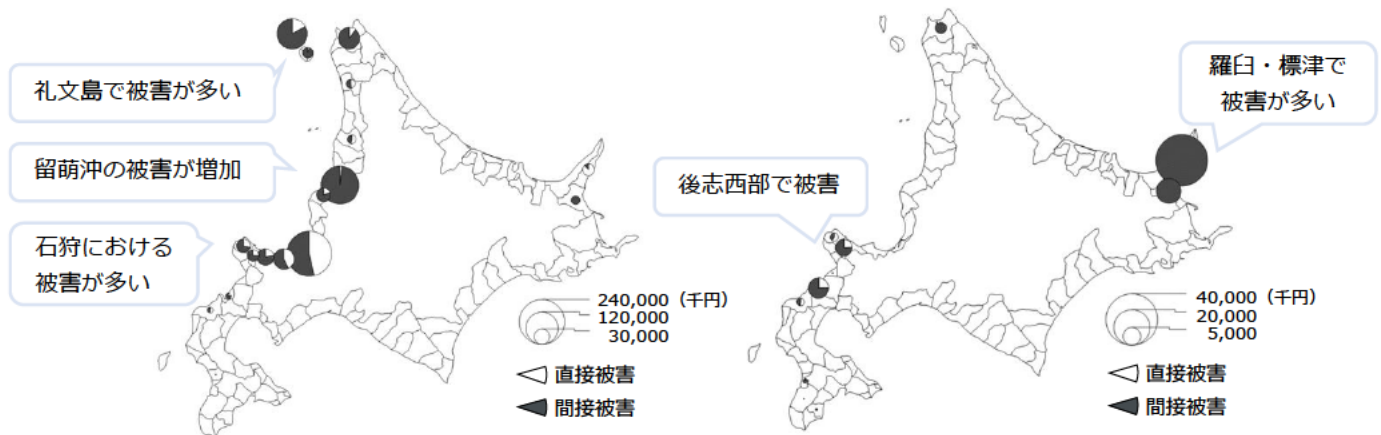 礼文島で被害が多い
留萌沖の被害が増加
石狩における
被害が多い
240,000（千円）
120,000
30,000
直接被害
間接被害
羅臼・標津で
被害が多い
後志西部で被害
40,000（千円）
20,000
5,000
直接被害
間接被害